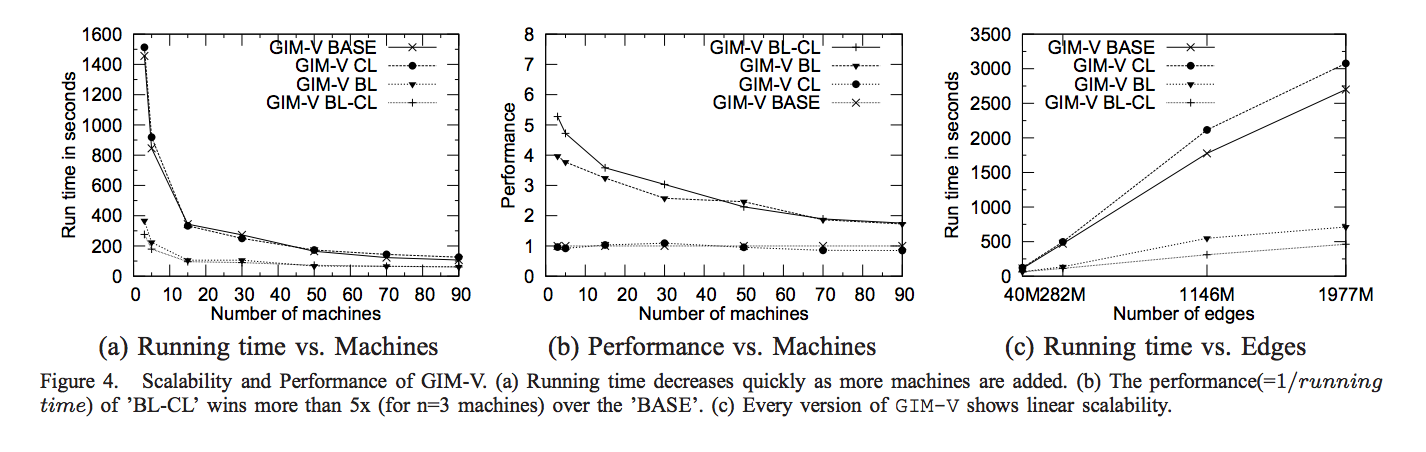 1600
1400
1200
1000
800
600
400
200
0
Run time in seconds
GIM-V BASE
GIM-V CL
GIM-V BL
GIM-V BL-CL
0 10 20 30 40 50 60 70 80 90
Number of machines
(a) Running time vs. Machines
8
7
6
5
4
3
2
1
0
Performance
GIM-V BL-CL
GIM-V BL
GIM-V CL
GIM-V BASE
0 10 20 30 40 50 60 70 80 90
Number of machines
(b) Performance vs. Machines
3500
3000
2500
2000
1500
1000
500
0
Run time in seconds
GIM-V BASE
GIM-V CL
GIM-V BL
GIM-V BL-CL
40M 282M 1146M 1977M
Number of edges
(c) Running time vs. Edges
Figure 4. Scalability and Performance of GIM-V. (a) Running time decreases quickly as more machines are added. (b) The performance(=1/running
time) of ’BL-CL’ wins more than 5x (for n=3 machines) over the ’BASE’. (c) Every version of GIM-V shows linear scalability.